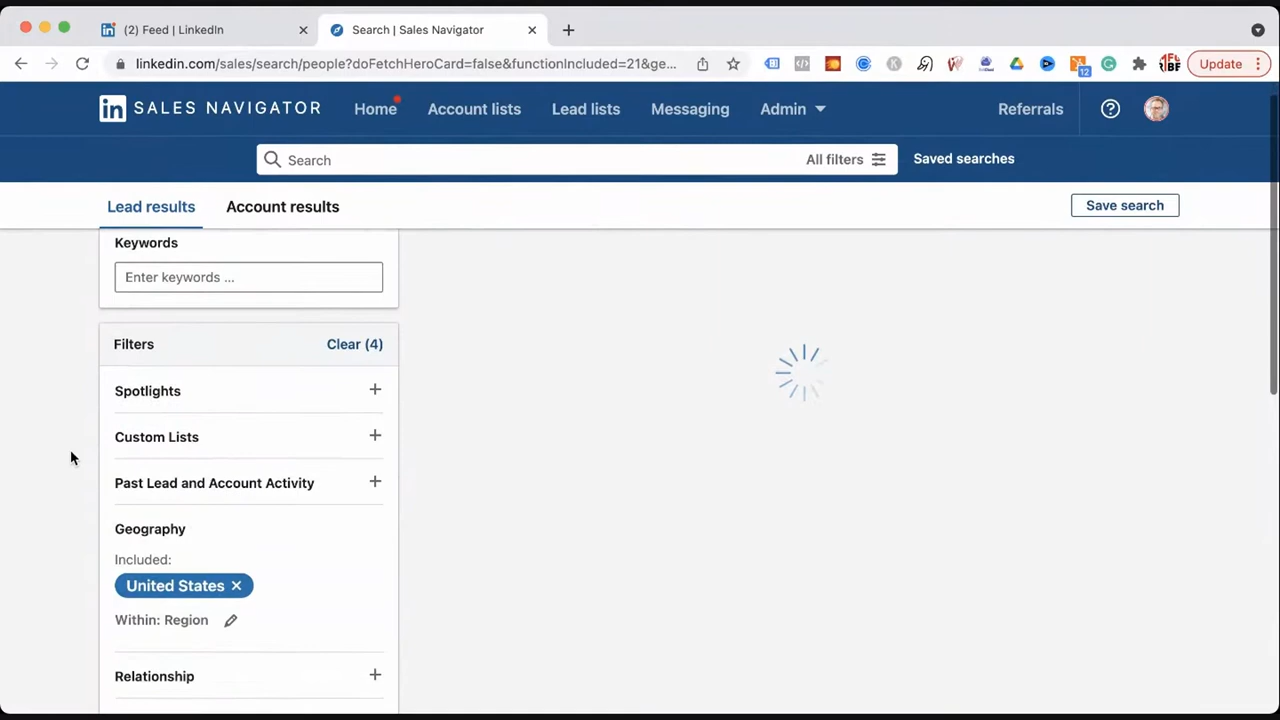 (2) Feed | LinkedIn
Search | Sales Navigator
linkedin.com/sales/search/people?doFetchHeroCard=false&functionIncluded=21&ge...
12
Update
in SALES NAVIGATOR
Home
Account lists
Lead lists
Messaging
Admin
Referrals
Search
All filters
Saved searches
Lead results
Account results
Save search
Keywords
Enter keywords ...
Filters
Clear (4)
Spotlights
Custom Lists
Past Lead and Account Activity
Geography
Included:
United States
Within: Region
Relationship